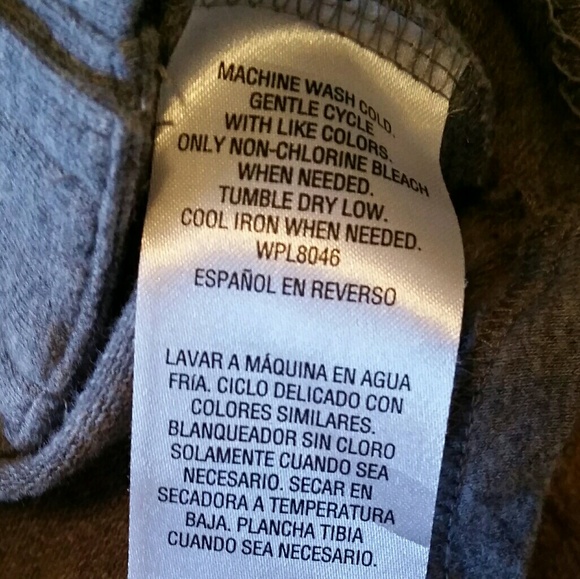 MACHINE WASH COLD.
GENTLE CYCLE
WITH LIKE COLORS.
ONLY NON-CHLORINE BLEACH
WHEN NEEDED.
TUMBLE DRY LOW.
COOL IRON WHEN NEEDED.
WPL8046
ESPAÑOL EN REVERSO
LAVAR A MÁQUINA EN AGUA
FRÍA. CICLO DELICADO CON
COLORES SIMILARES.
BLANQUEADOR SIN CLORO
SOLAMENTE CUANDO SEA
NECESARIO. SECAR EN
SECADORA A TEMPERATURA
BAJA. PLANCHA TIBIA
CUANDO SEA NECESARIO.